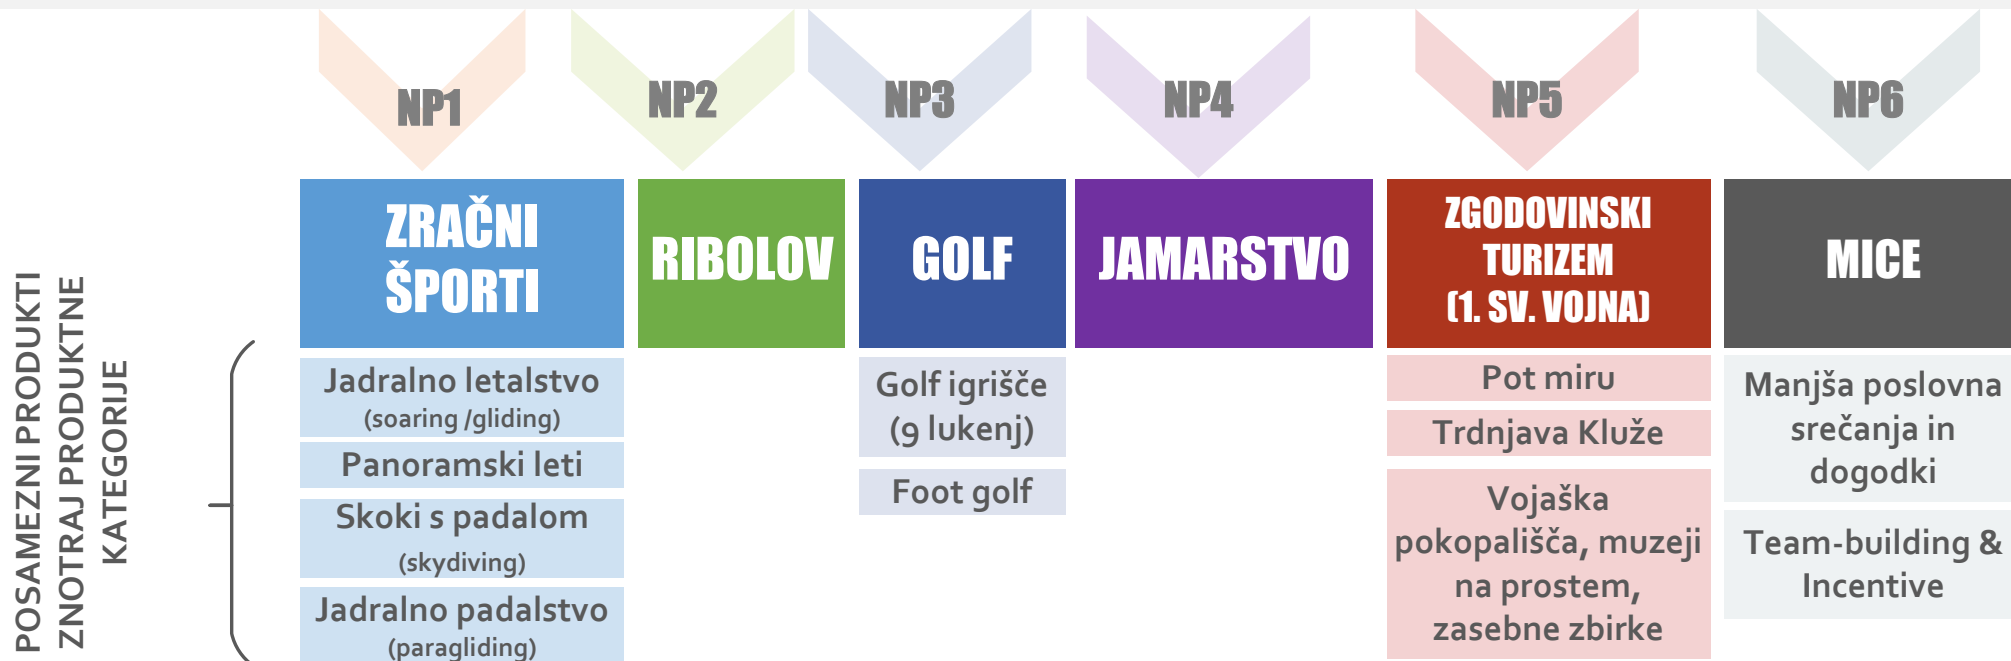 NP1
NP2
NP3
NP4
NP5
NP6
ZRAČNI
ŠPORTI
RIBOLOV
GOLF
JAMARSTVO
ZGODOVINSKI
TURIZEM
(1. SV. VOJNA)
MICE
POSAMEZNI PRODUKTI
ZNOTRAJ PRODUKTNE
KATEGORIJE
Jadralno letalstvo
(soaring /gliding)
Panoramski leti
Skoki s padalom
(skydiving)
Jadralno padalstvo
(paragliding)
Golf igrišče
(9 lukenj)
Foot golf
Pot miru
Trdnjava Kluže
Vojaška
pokopališča, muzeji
na prostem,
zasebne zbirke
Manjša poslovna
srečanja in
dogodki
Team-building &
Incentive